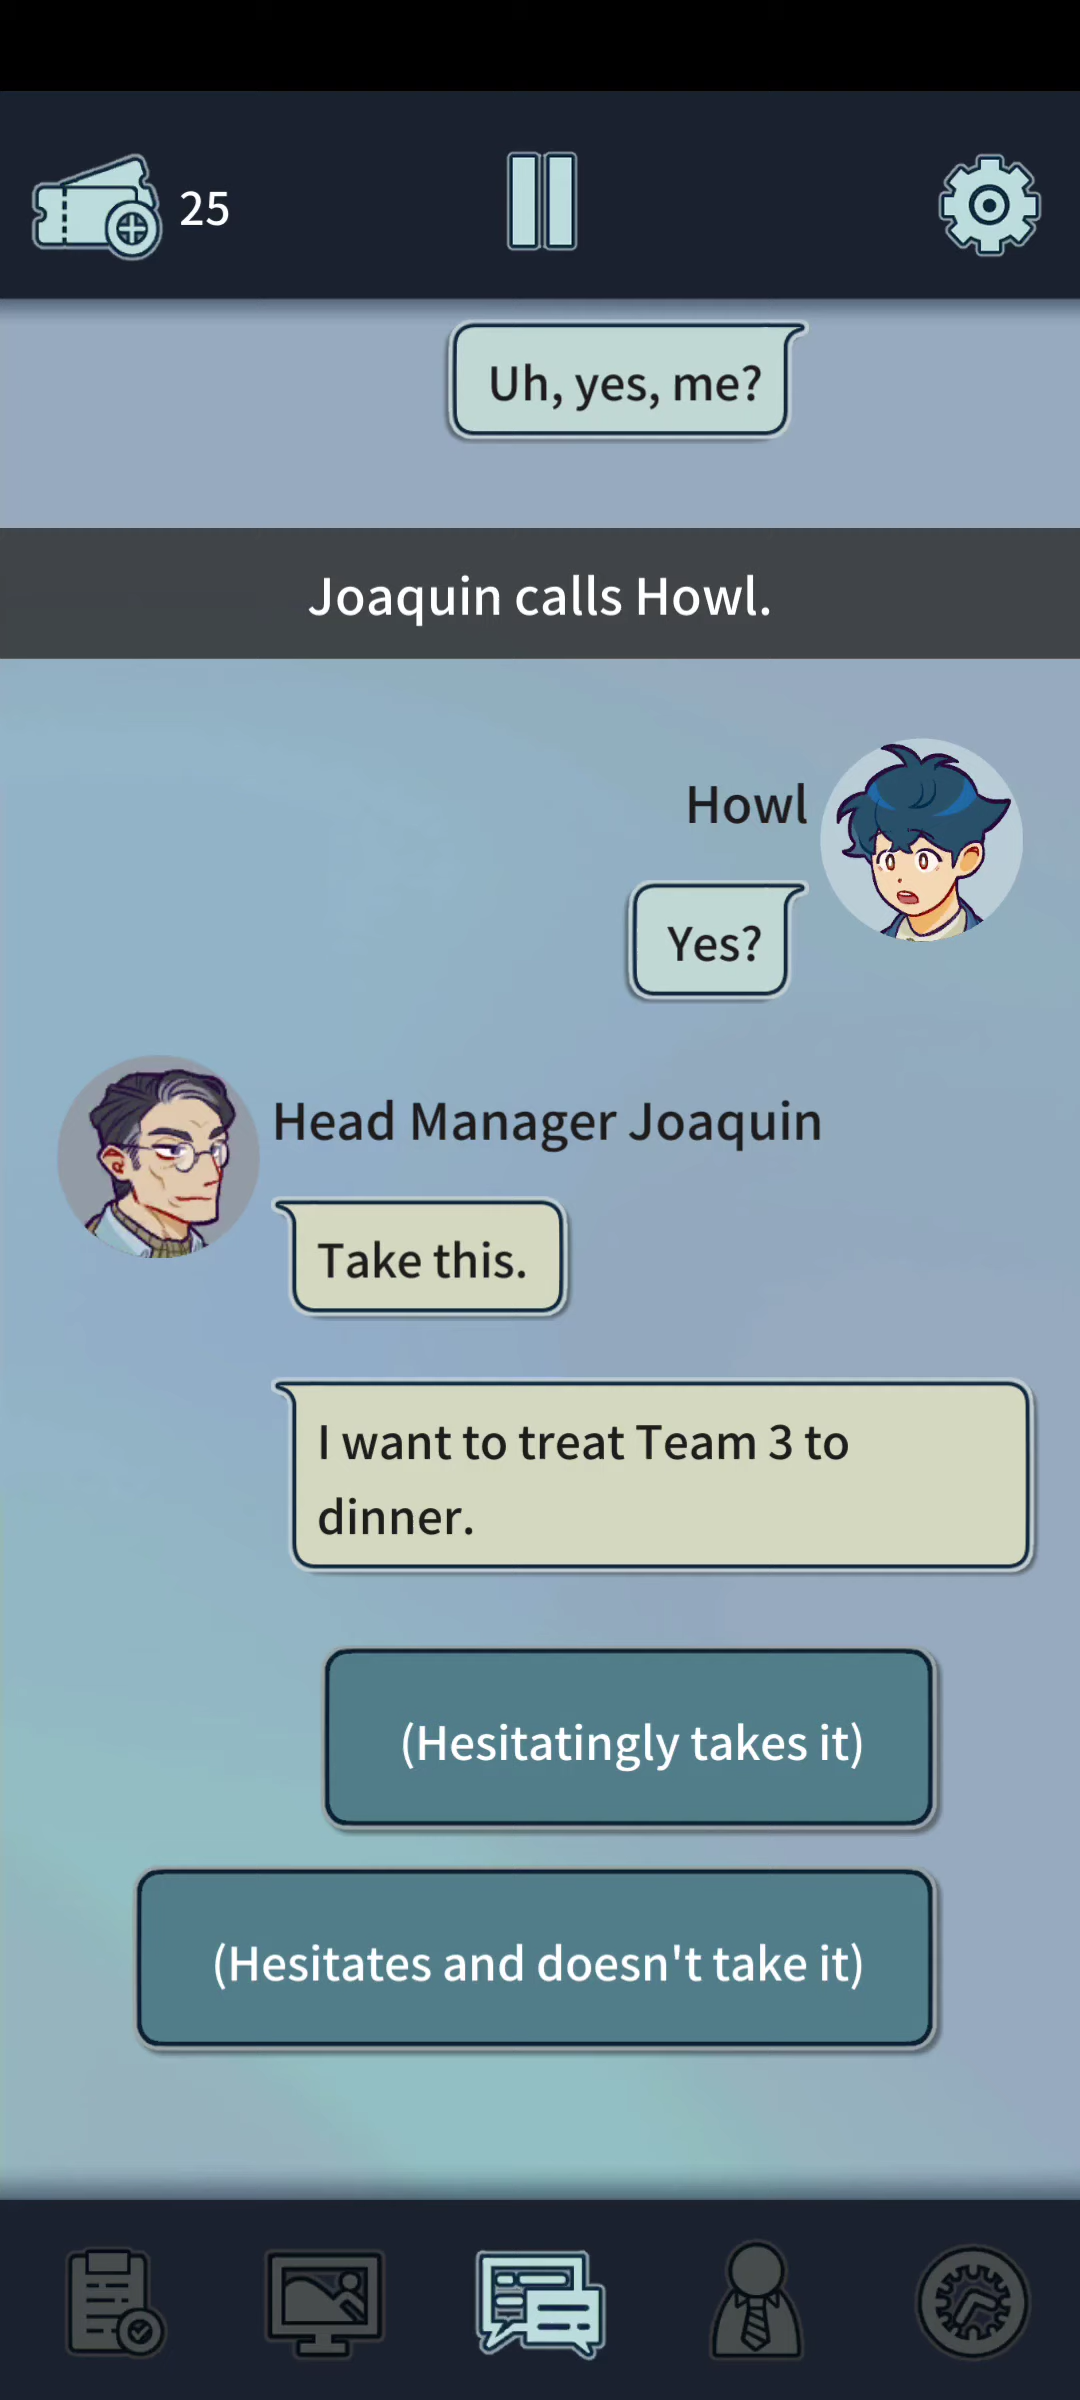 25
Uh, yes, me?
Joaquin calls Howl.
Howl
Yes?
Head Manager Joaquin
Take this.
I want to treat Team 3 to
dinner.
(Hesitatingly takes it)
(Hesitates and doesn't take it)